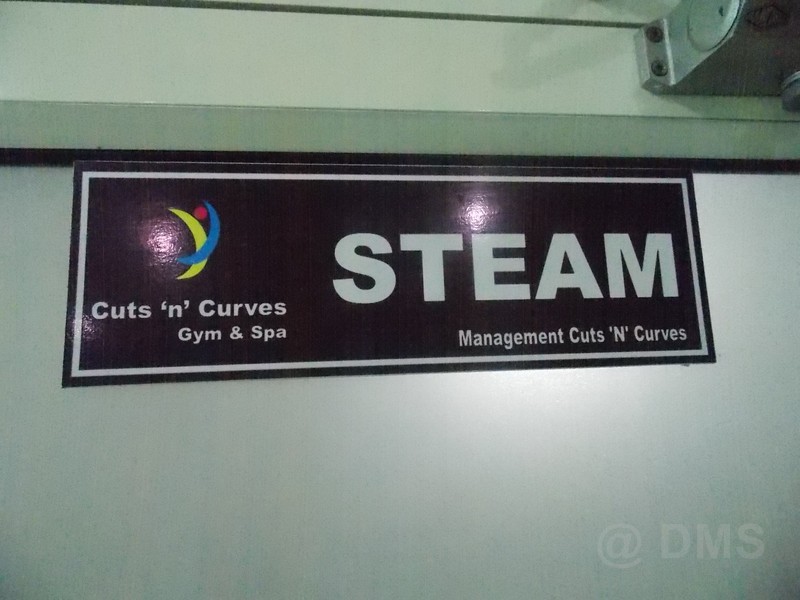 STEAM
Cuts ‘n’ Curves
Gym & Spa
Management Cuts 'N' Curves
@ DMS